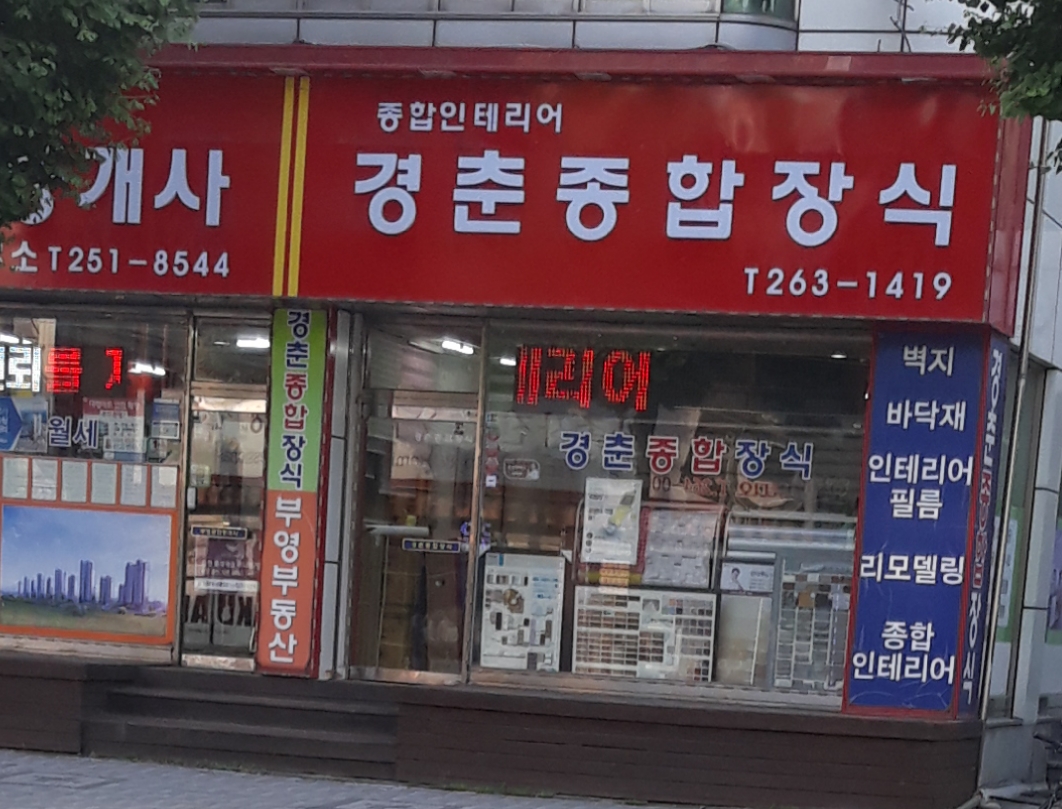 종합인테리어
개사
경춘종합장식
소 T251-8544
T263-1419
경춘종합장식
부영부동산
를
리어
월세
경춘종합장식
벽지
바닥재
인테리어
필름
리모델링
종합
인테리어